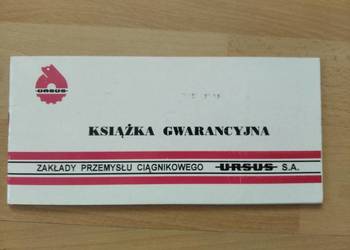 URSUS
KSIĄŻKA GWARANCYJNA
ZAKŁADY PRZEMYSŁU CIĄGNIKOWEGO URSUS S.A.